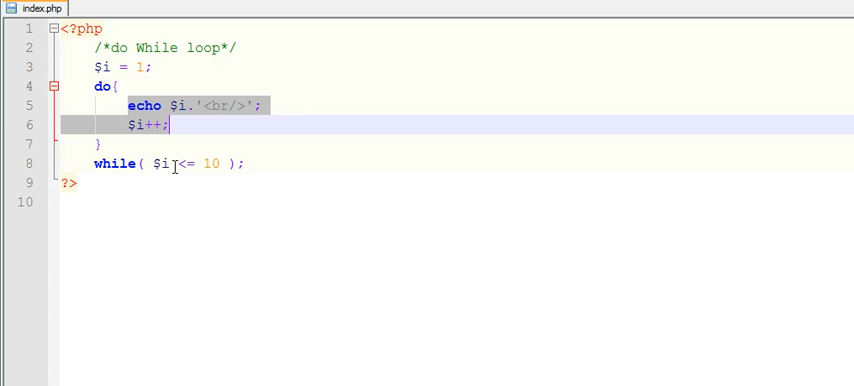 index.php
1 <?php
2 /*do While loop*/
3 $i = 1;
4 do{
5 echo $i.'<br/>';
6 $i++;
7 }
8 while( $i <= 10 );
9 ?>
10